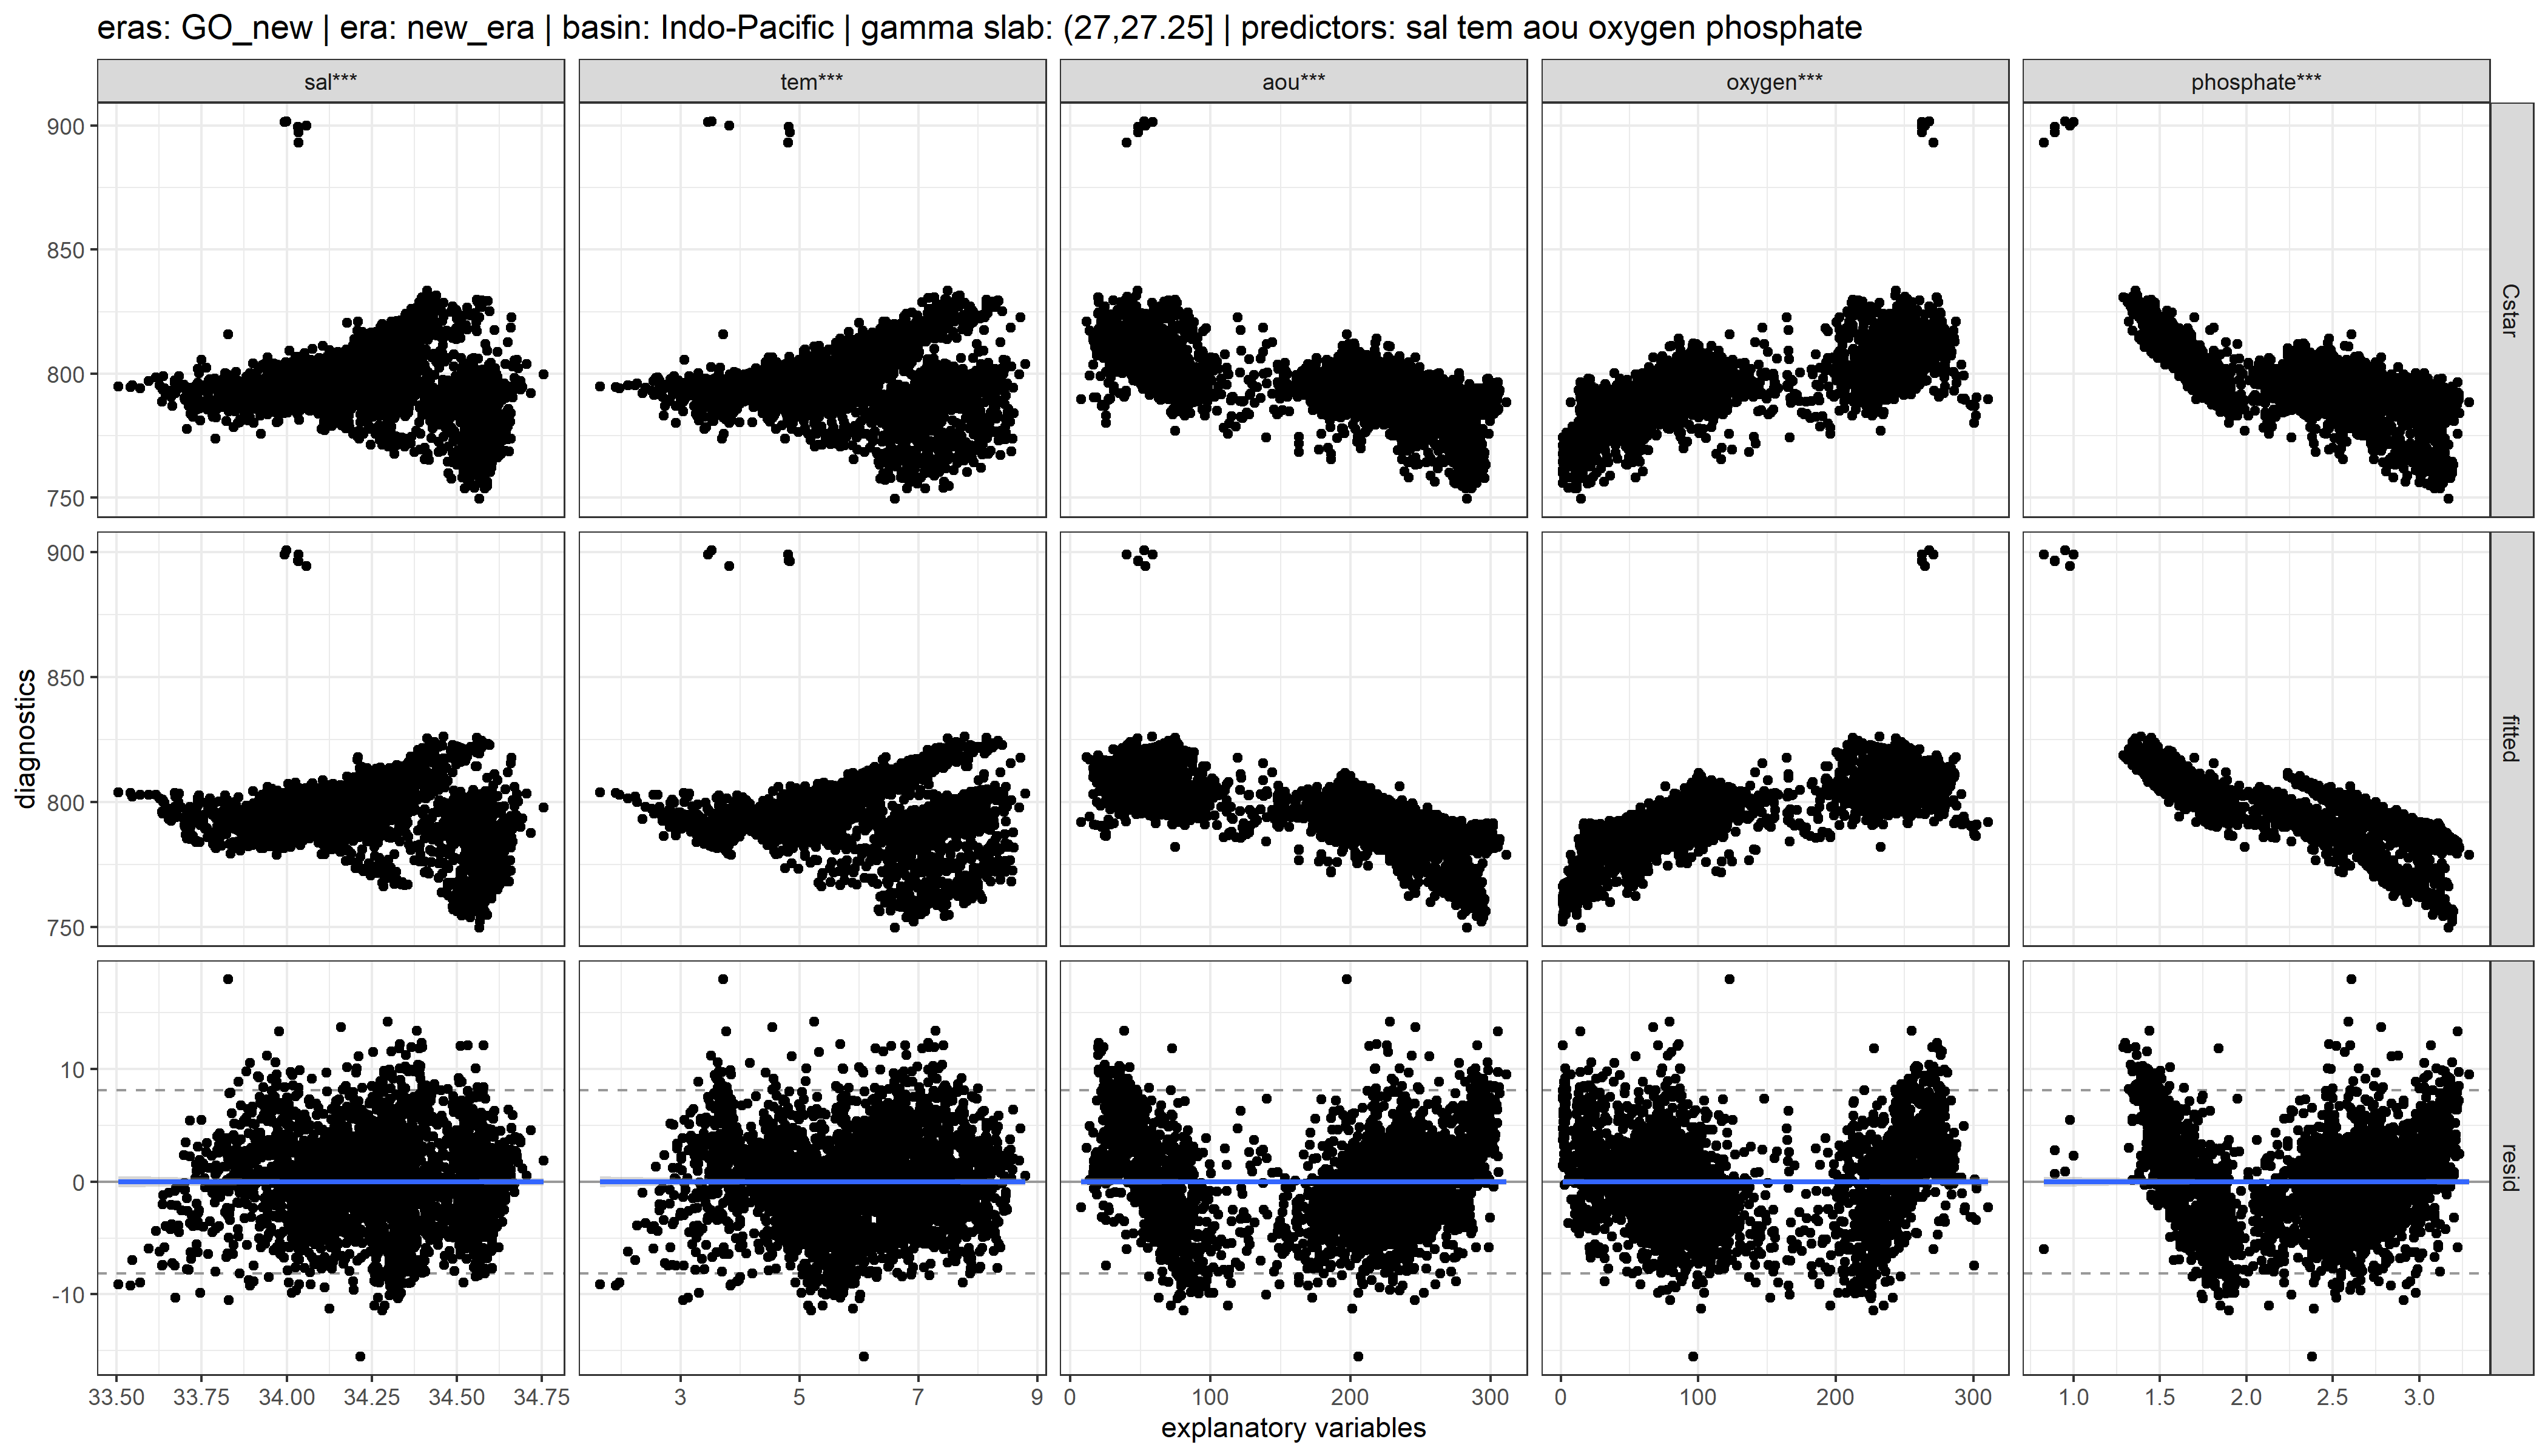 eras: GO_new | era: new_era | basin: Indo-Pacific | gamma slab: (27,27.25] | predictors: sal tem aou oxygen phosphate
sal*** tem*** aou*** oxygen*** phosphate***
900
850
800
750
Cstar
900
850
800
750
fitted
diagnostics
10
0
-10
resid
33.50 33.75 34.00 34.25 34.50 34.75 3 5 7 9 0 100 200 300 0 100 200 300 1.0 1.5 2.0 2.5 3.0
explanatory variables